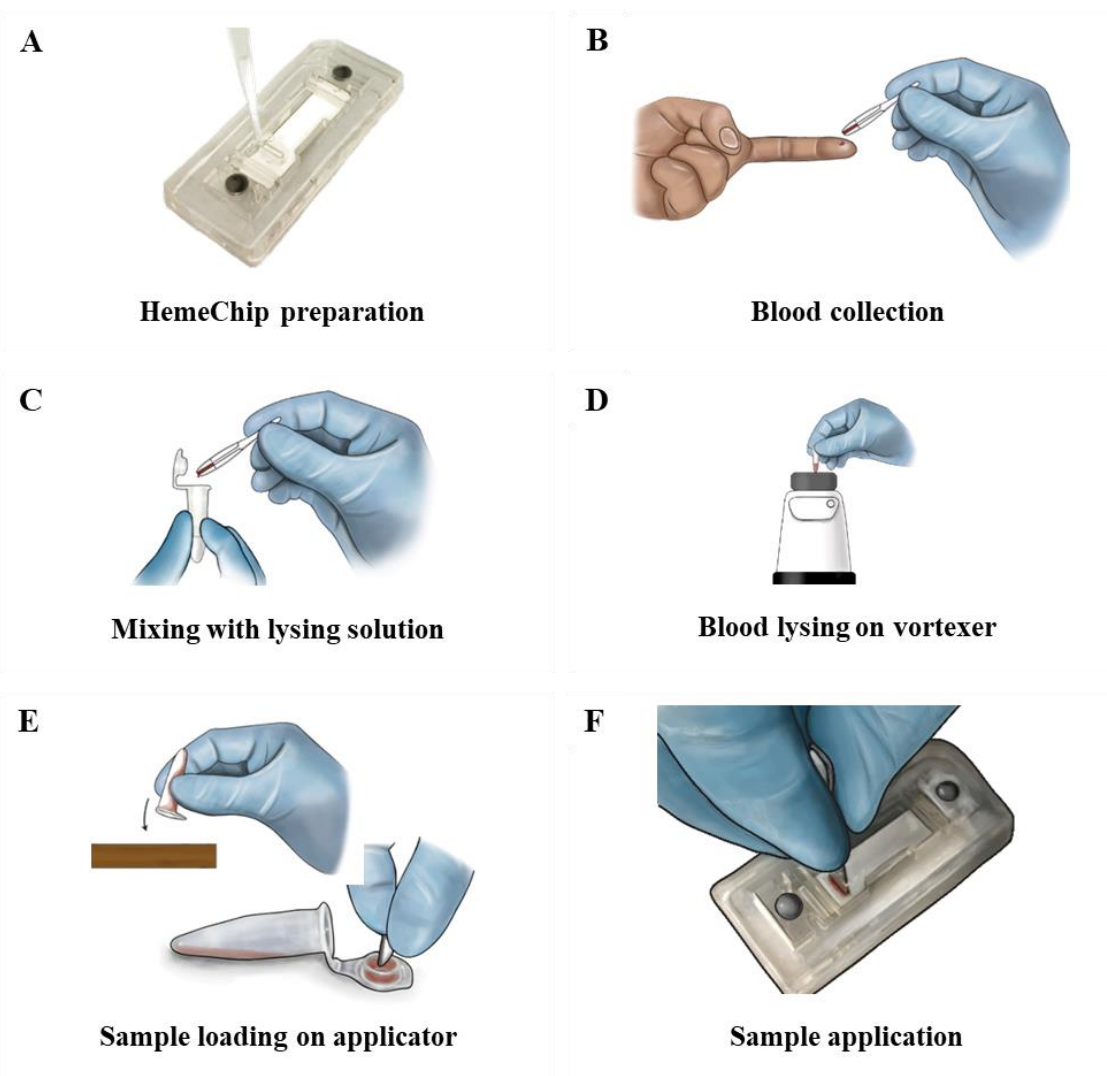 A
HemeChip preparation
B
Blood collection
C
Mixing with lysing solution
D
Blood lysing on vortexer
E
Sample loading on applicator
F
Sample application